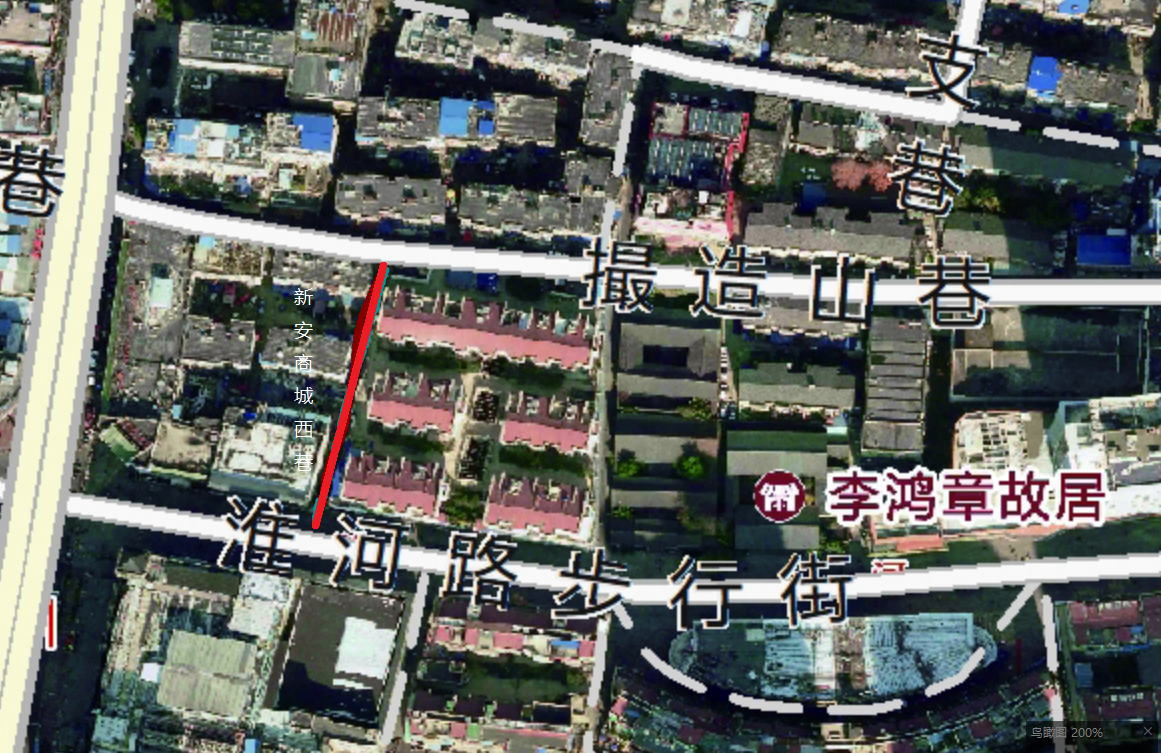 支
巷
巷
撮造山巷
新安商城西巷
李鸿章故居
淮河路步行街
鸟瞰图 200%